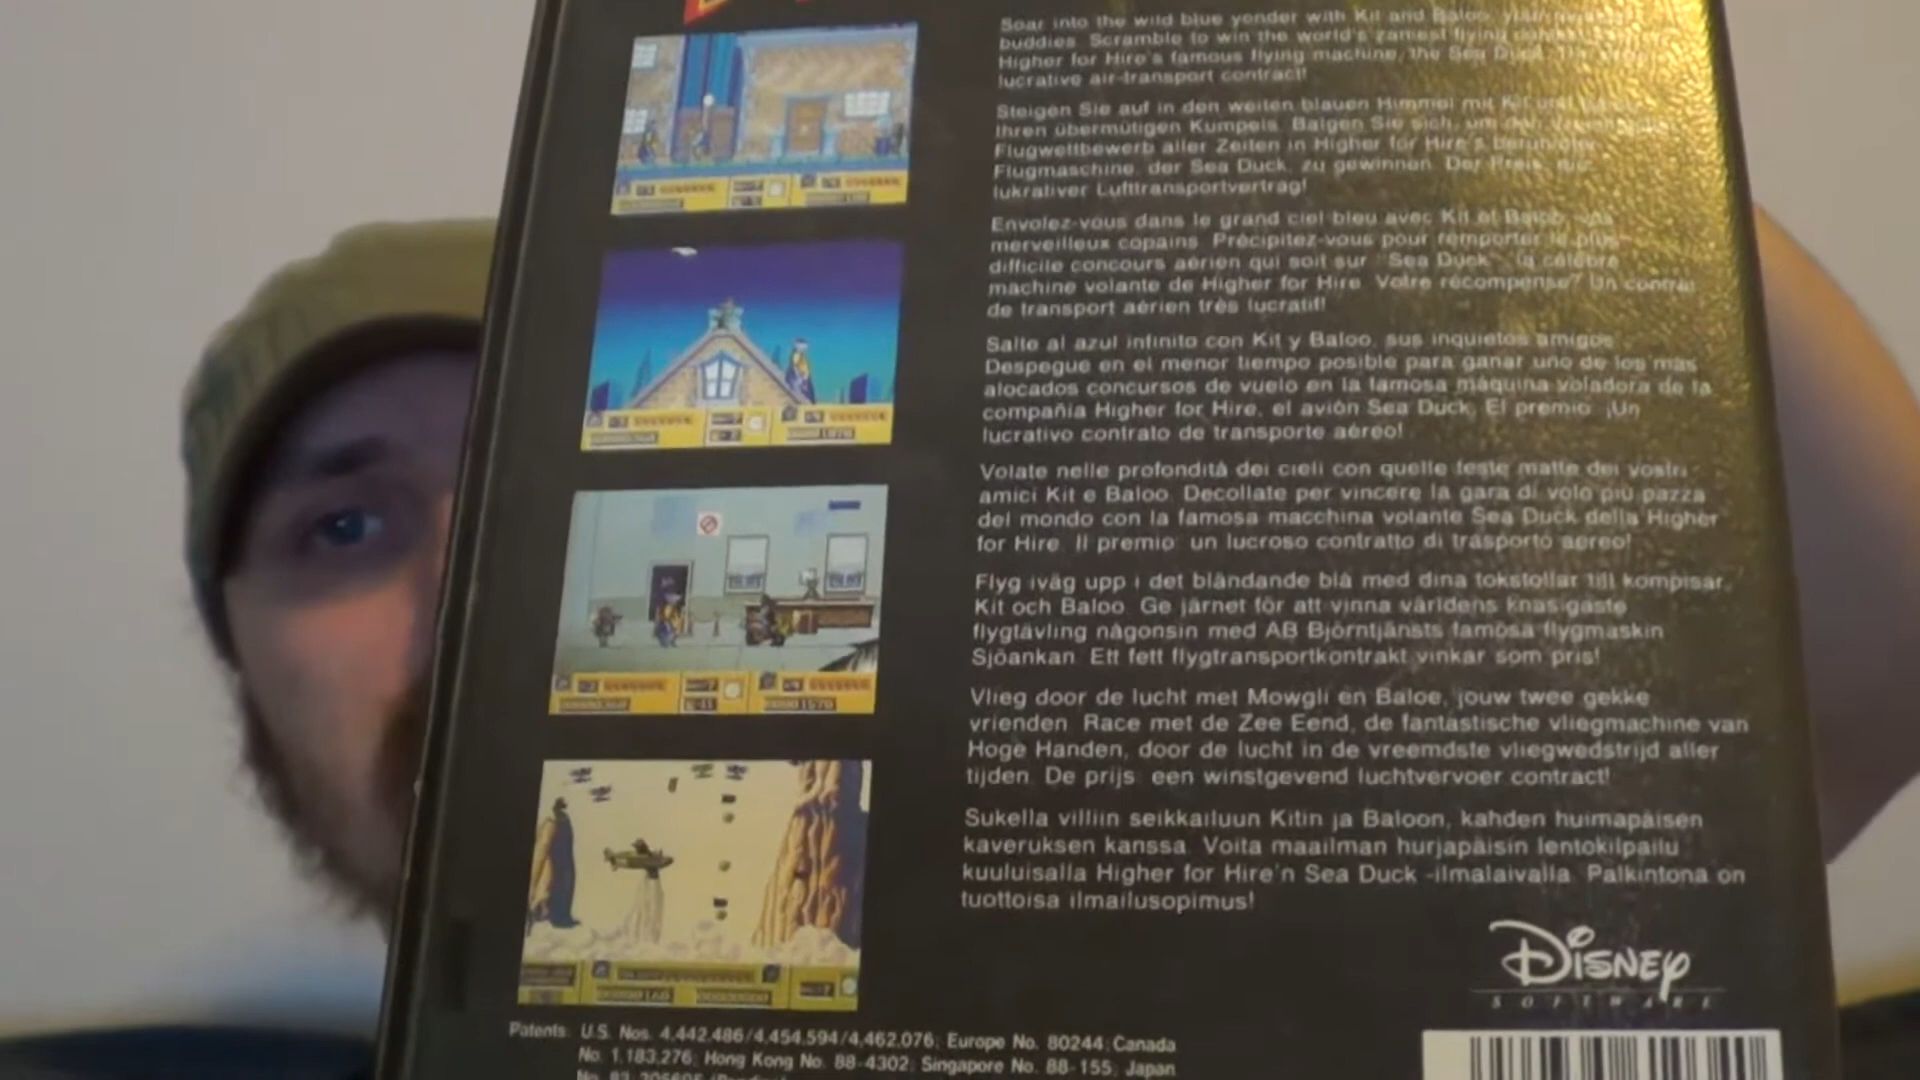 Soar into the wild blue yonder with Kit and Baloo,
buddies. Scramble to win the world's zaniest flying
Higher for Hire's famous flying machine, the Sea Duck.
lucrative air-transport contract!
Steigen Sie auf in den weiten blauen Himmel mit Kit und
Ihren übermütigen Kumpels. Balgen Sie sich, um den
Flugwettbewerb aller Zeiten in Higher for Hire's berühmter
Flugmaschine, der Sea Duck, zu gewinnen. Der Preis: ein
lukrativer Lufttransportvertrag!
Envolez-vous dans le grand ciel bleu avec Kit et Baloo, vos
merveilleux copains. Précipitez-vous pour remporter le plus
difficile concours aérien qui soit sur "Sea Duck", la célèbre
machine volante de Higher for Hire. Votre récompense? Un contrat
de transport aérien très lucratif!
Salte al azul infinito con Kit y Baloo, sus inquietos amigos.
Despegue en el menor tiempo posible para ganar uno de los más
alocados concursos de vuelo en la famosa máquina voladora de la
compañía Higher for Hire, el avión Sea Duck. El premio: ¡Un
lucrativo contrato de transporte aéreo!
Volate nelle profondità dei cieli con quelle teste matte dei vostri
amici Kit e Baloo. Decollate per vincere la gara di volo più pazza
del mondo con la famosa macchina volante Sea Duck della Higher
for Hire. Il premio: un lucroso contratto di trasporto aereo!
Flyg iväg upp i det bländande blå med dina tokstollar till kompisar,
Kit och Baloo. Ge järnet för att vinna världens knasigaste
flygtävling någonsin med AB Björntjänsts famösa flygmaskin
Sjöankan. Ett fett flygtransportkontrakt vinkar som pris!
Vlieg door de lucht met Mowgli en Baloe, jouw twee gekke
vrienden. Race met de Zee Eend, de fantastische vliegmachine van
Hoge Handen, door de lucht in de vreemdste vliegwedstrijd aller
tijden. De prijs: een winstgevend luchtvervoer contract!
Sukella villiin seikkailuun Kitin ja Baloon, kahden huimapäisen
kaveruksen kanssa. Voita maailman hurjapäisin lentokilpailu
kuuluisalla Higher for Hire'n Sea Duck -ilmalaivalla. Palkintona on
tuottoisa ilmailusopimus!
Disney
SOFTWARE
Patents: U.S. Nos. 4,442,486/4,454,594/4,462,076; Europe No. 80244; Canada
No. 1,183,276; Hong Kong No. 88-4302; Singapore No. 88-155; Japan